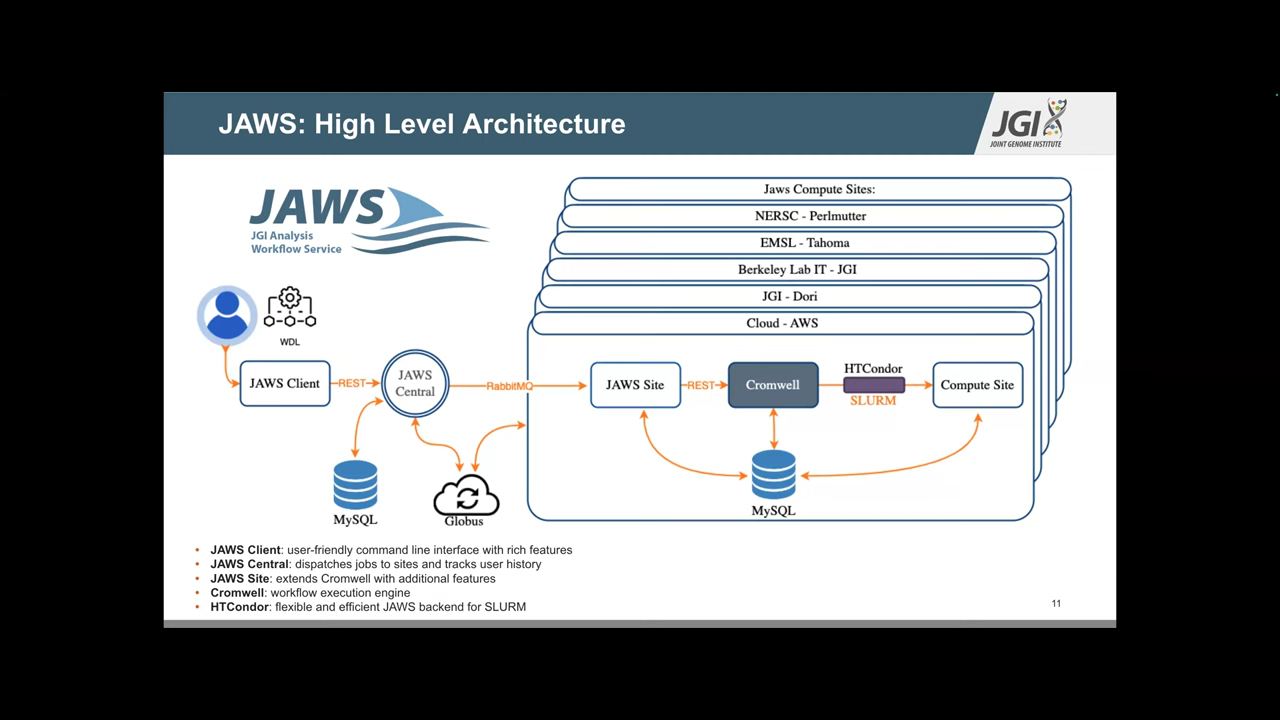 JAWS: High Level Architecture
JGI
JOINT GENOME INSTITUTE
JAWS
JGI Analysis
Workflow Service
Jaws Compute Sites:
NERSC - Perlmutter
EMSL - Tahoma
Berkeley Lab IT - JGI
JGI - Dori
Cloud - AWS
WDL
JAWS Client
REST
JAWS
Central
RabbitMQ
JAWS Site
REST
Cromwell
HTCondor
SLURM
Compute Site
MySQL
Globus
MySQL
• JAWS Client: user-friendly command line interface with rich features
• JAWS Central: dispatches jobs to sites and tracks user history
• JAWS Site: extends Cromwell with additional features
• Cromwell: workflow execution engine
• HTCondor: flexible and efficient JAWS backend for SLURM
11